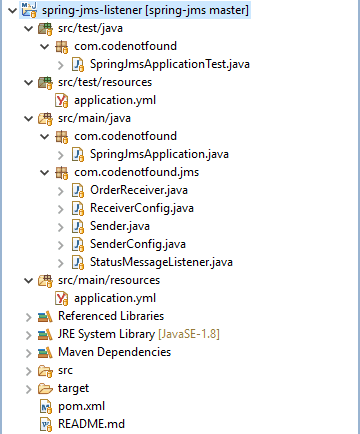 spring-jms-listener [spring-jms master]
src/test/java
com.codenotfound
SpringJmsApplicationTest.java
src/test/resources
application.yml
src/main/java
com.codenotfound
SpringJmsApplication.java
com.codenotfound.jms
OrderReceiver.java
ReceiverConfig.java
Sender.java
SenderConfig.java
StatusMessageListener.java
src/main/resources
application.yml
Referenced Libraries
JRE System Library [JavaSE-1.8]
Maven Dependencies
src
target
pom.xml
README.md